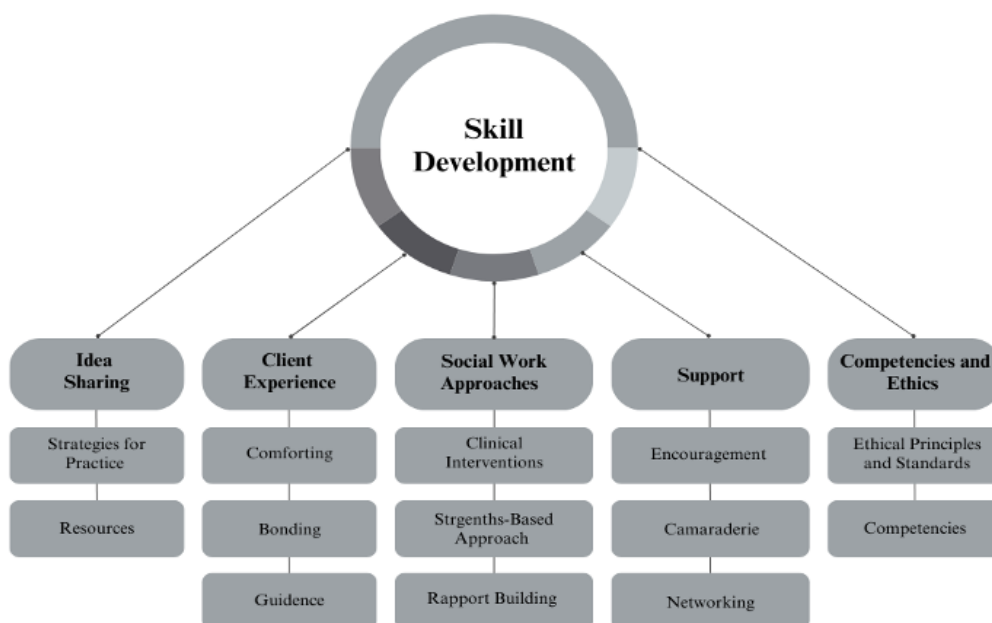 Skill
Development
Idea
Sharing
Client
Experience
Social Work
Approaches
Support
Competencies and
Ethics
Strategies for
Practice
Comforting
Clinical
Interventions
Encouragement
Ethical Principles
and Standards
Resources
Bonding
Strgenths-Based
Approach
Camaraderie
Competencies
Guidence
Rapport Building
Networking